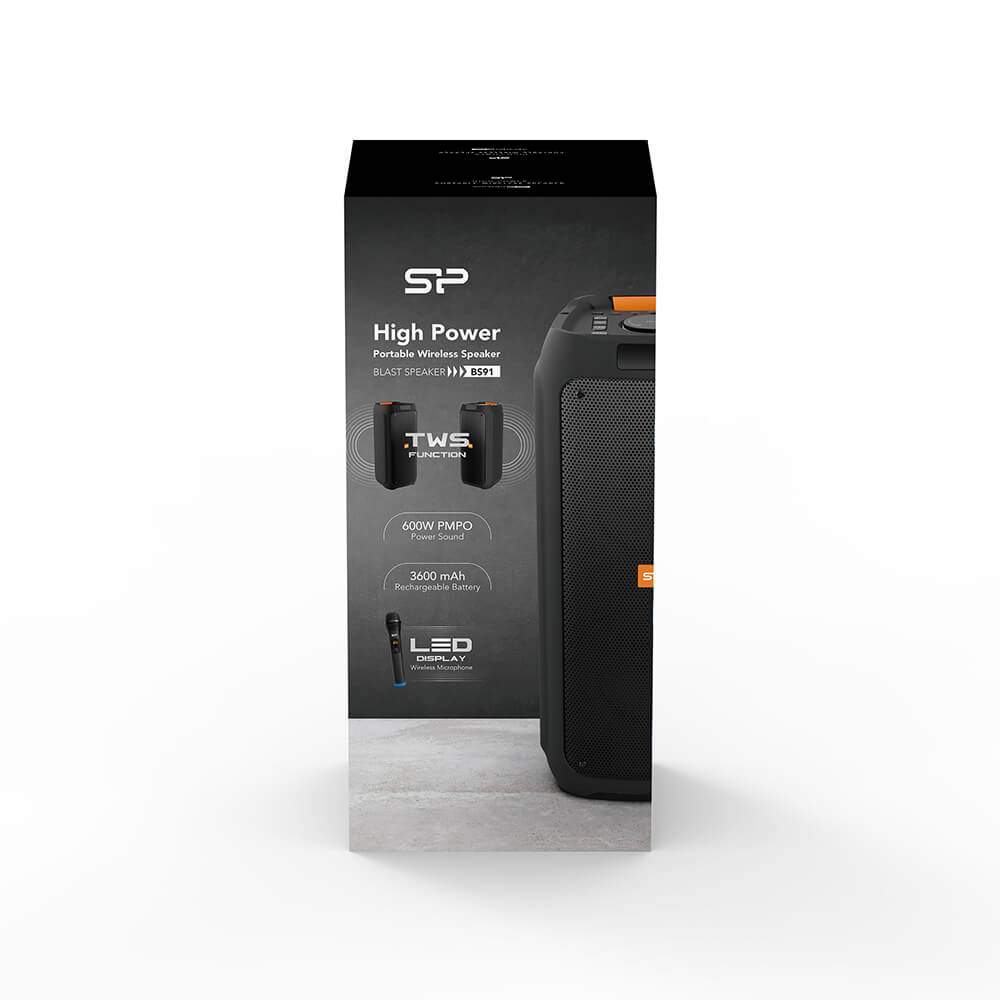 SP
High Power
Portable Wireless Speaker
BLAST SPEAKER BS91
TWS
FUNCTION
600W PMPO
Power Sound
3600 mAh
Rechargeable Battery
LED
DISPLAY
Wireless Microphone